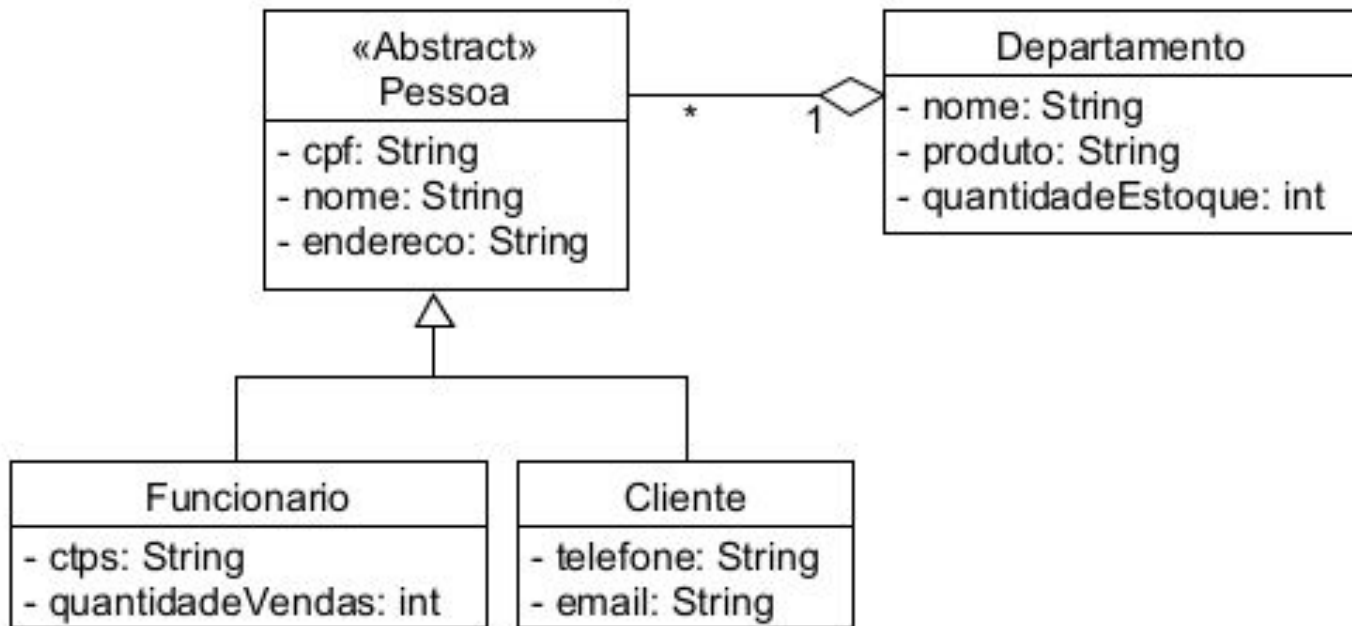 «Abstract»
Pessoa
- cpf: String
- nome: String
- endereco: String
*
1
Departamento
- nome: String
- produto: String
- quantidadeEstoque: int
Funcionario
- ctps: String
- quantidadeVendas: int
Cliente
- telefone: String
- email: String